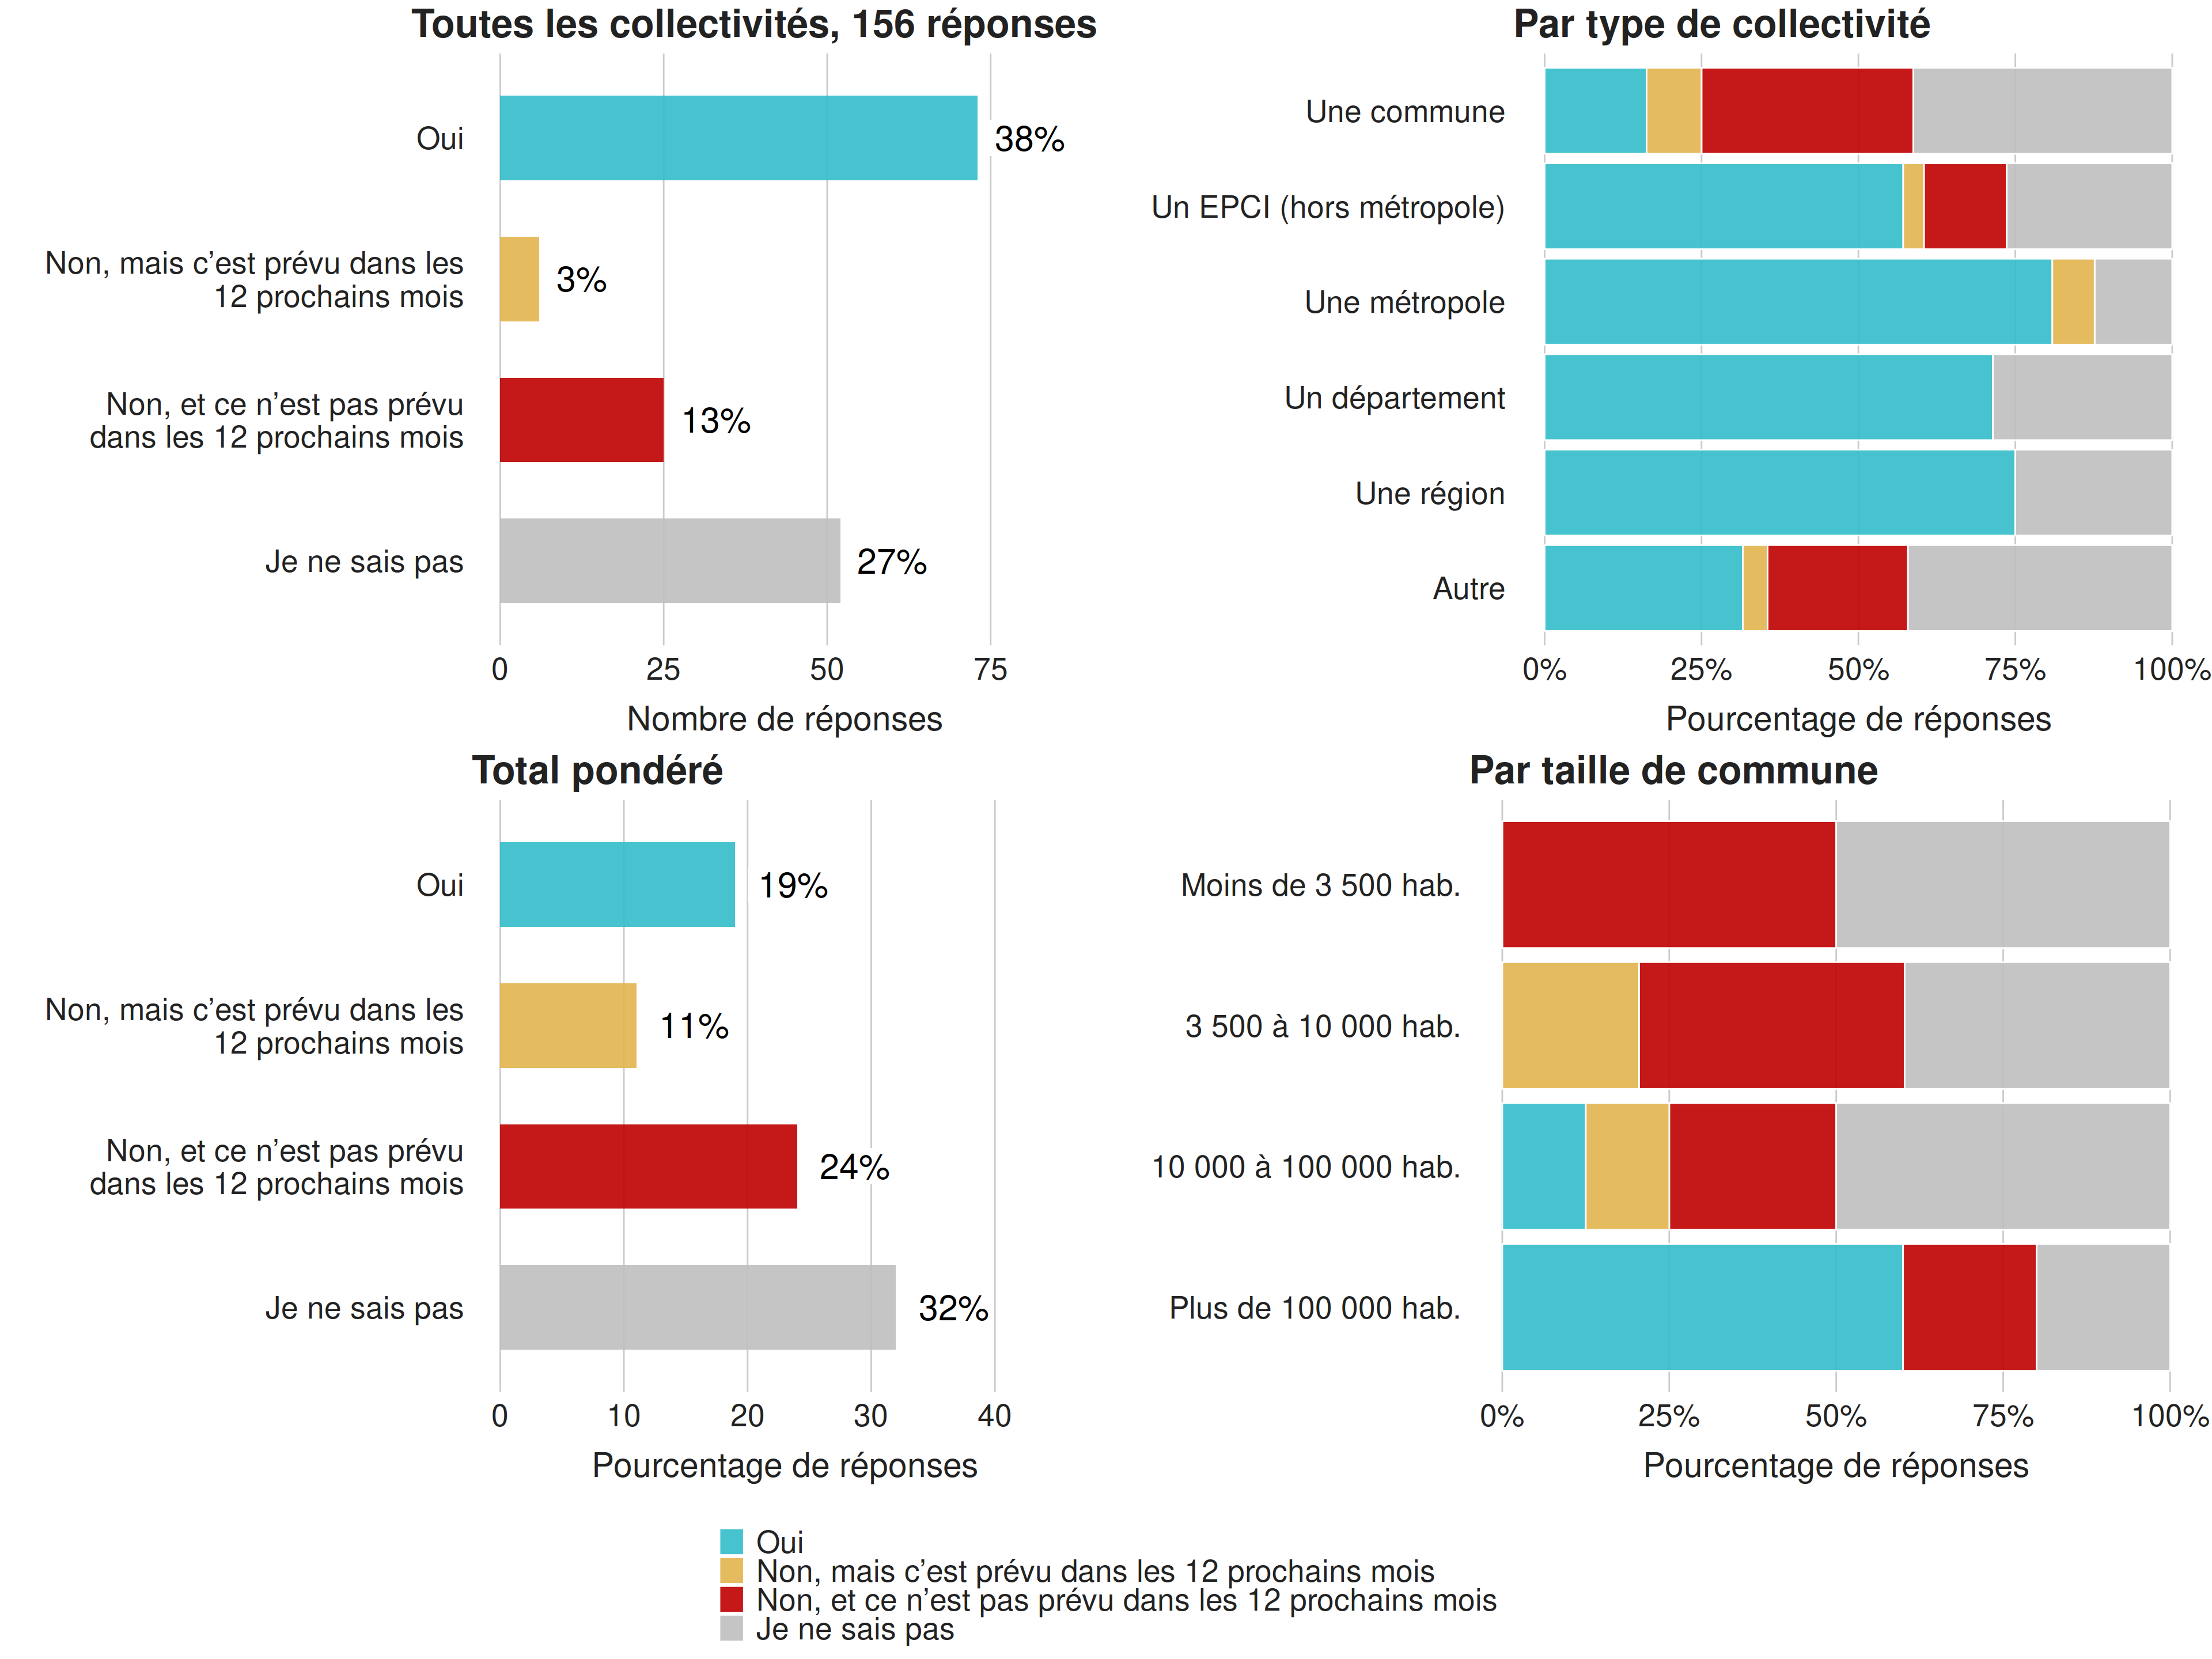 Toutes les collectivités, 156 réponses
Oui
38%
Non, mais c’est prévu dans les
12 prochains mois
3%
Non, et ce n’est pas prévu
dans les 12 prochains mois
13%
Je ne sais pas
27%
0 25 50 75
Nombre de réponses
Par type de collectivité
Une commune
Un EPCI (hors métropole)
Une métropole
Un département
Une région
Autre
0% 25% 50% 75% 100%
Pourcentage de réponses
Total pondéré
Oui
19%
Non, mais c’est prévu dans les
12 prochains mois
11%
Non, et ce n’est pas prévu
dans les 12 prochains mois
24%
Je ne sais pas
32%
0 10 20 30 40
Pourcentage de réponses
Par taille de commune
Moins de 3 500 hab.
3 500 à 10 000 hab.
10 000 à 100 000 hab.
Plus de 100 000 hab.
0% 25% 50% 75% 100%
Pourcentage de réponses
Oui
Non, mais c’est prévu dans les 12 prochains mois
Non, et ce n’est pas prévu dans les 12 prochains mois
Je ne sais pas